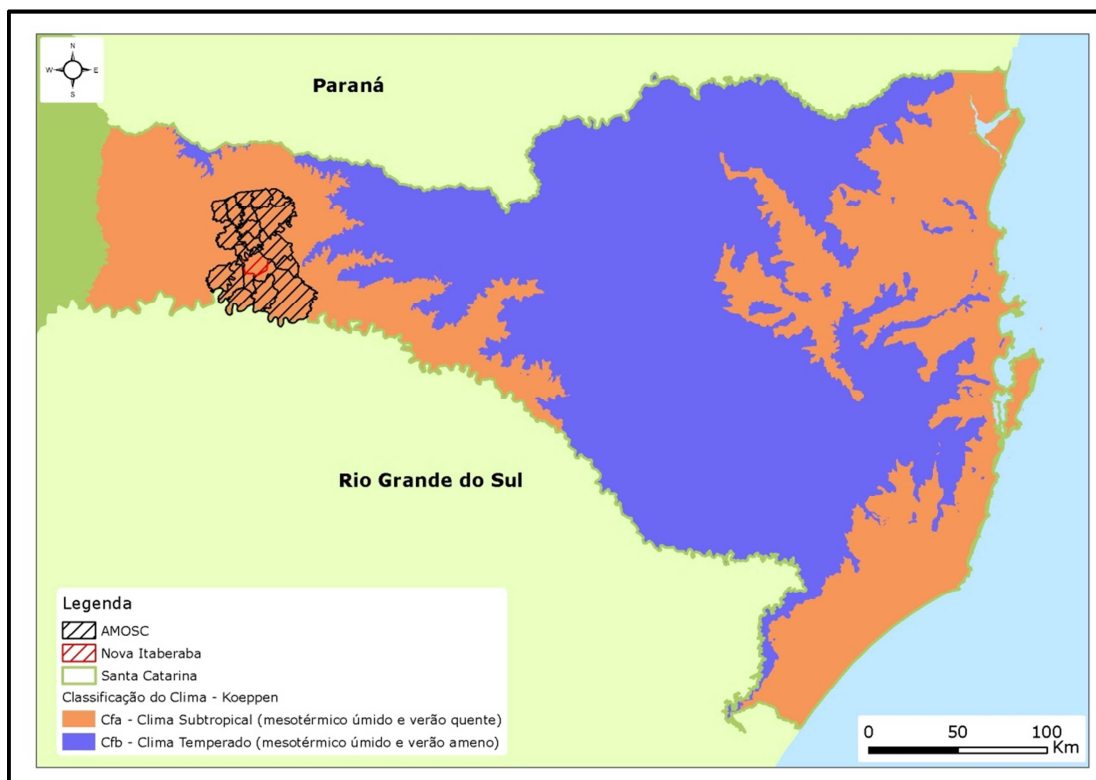 N
W E
S
Paraná
Rio Grande do Sul
Legenda
AMOSC
Nova Itaberaba
Santa Catarina
Classificação do Clima - Koeppen
Cfa - Clima Subtropical (mesotérmico úmido e verão quente)
Cfb - Clima Temperado (mesotérmico úmido e verão ameno)
0 50 100
Km